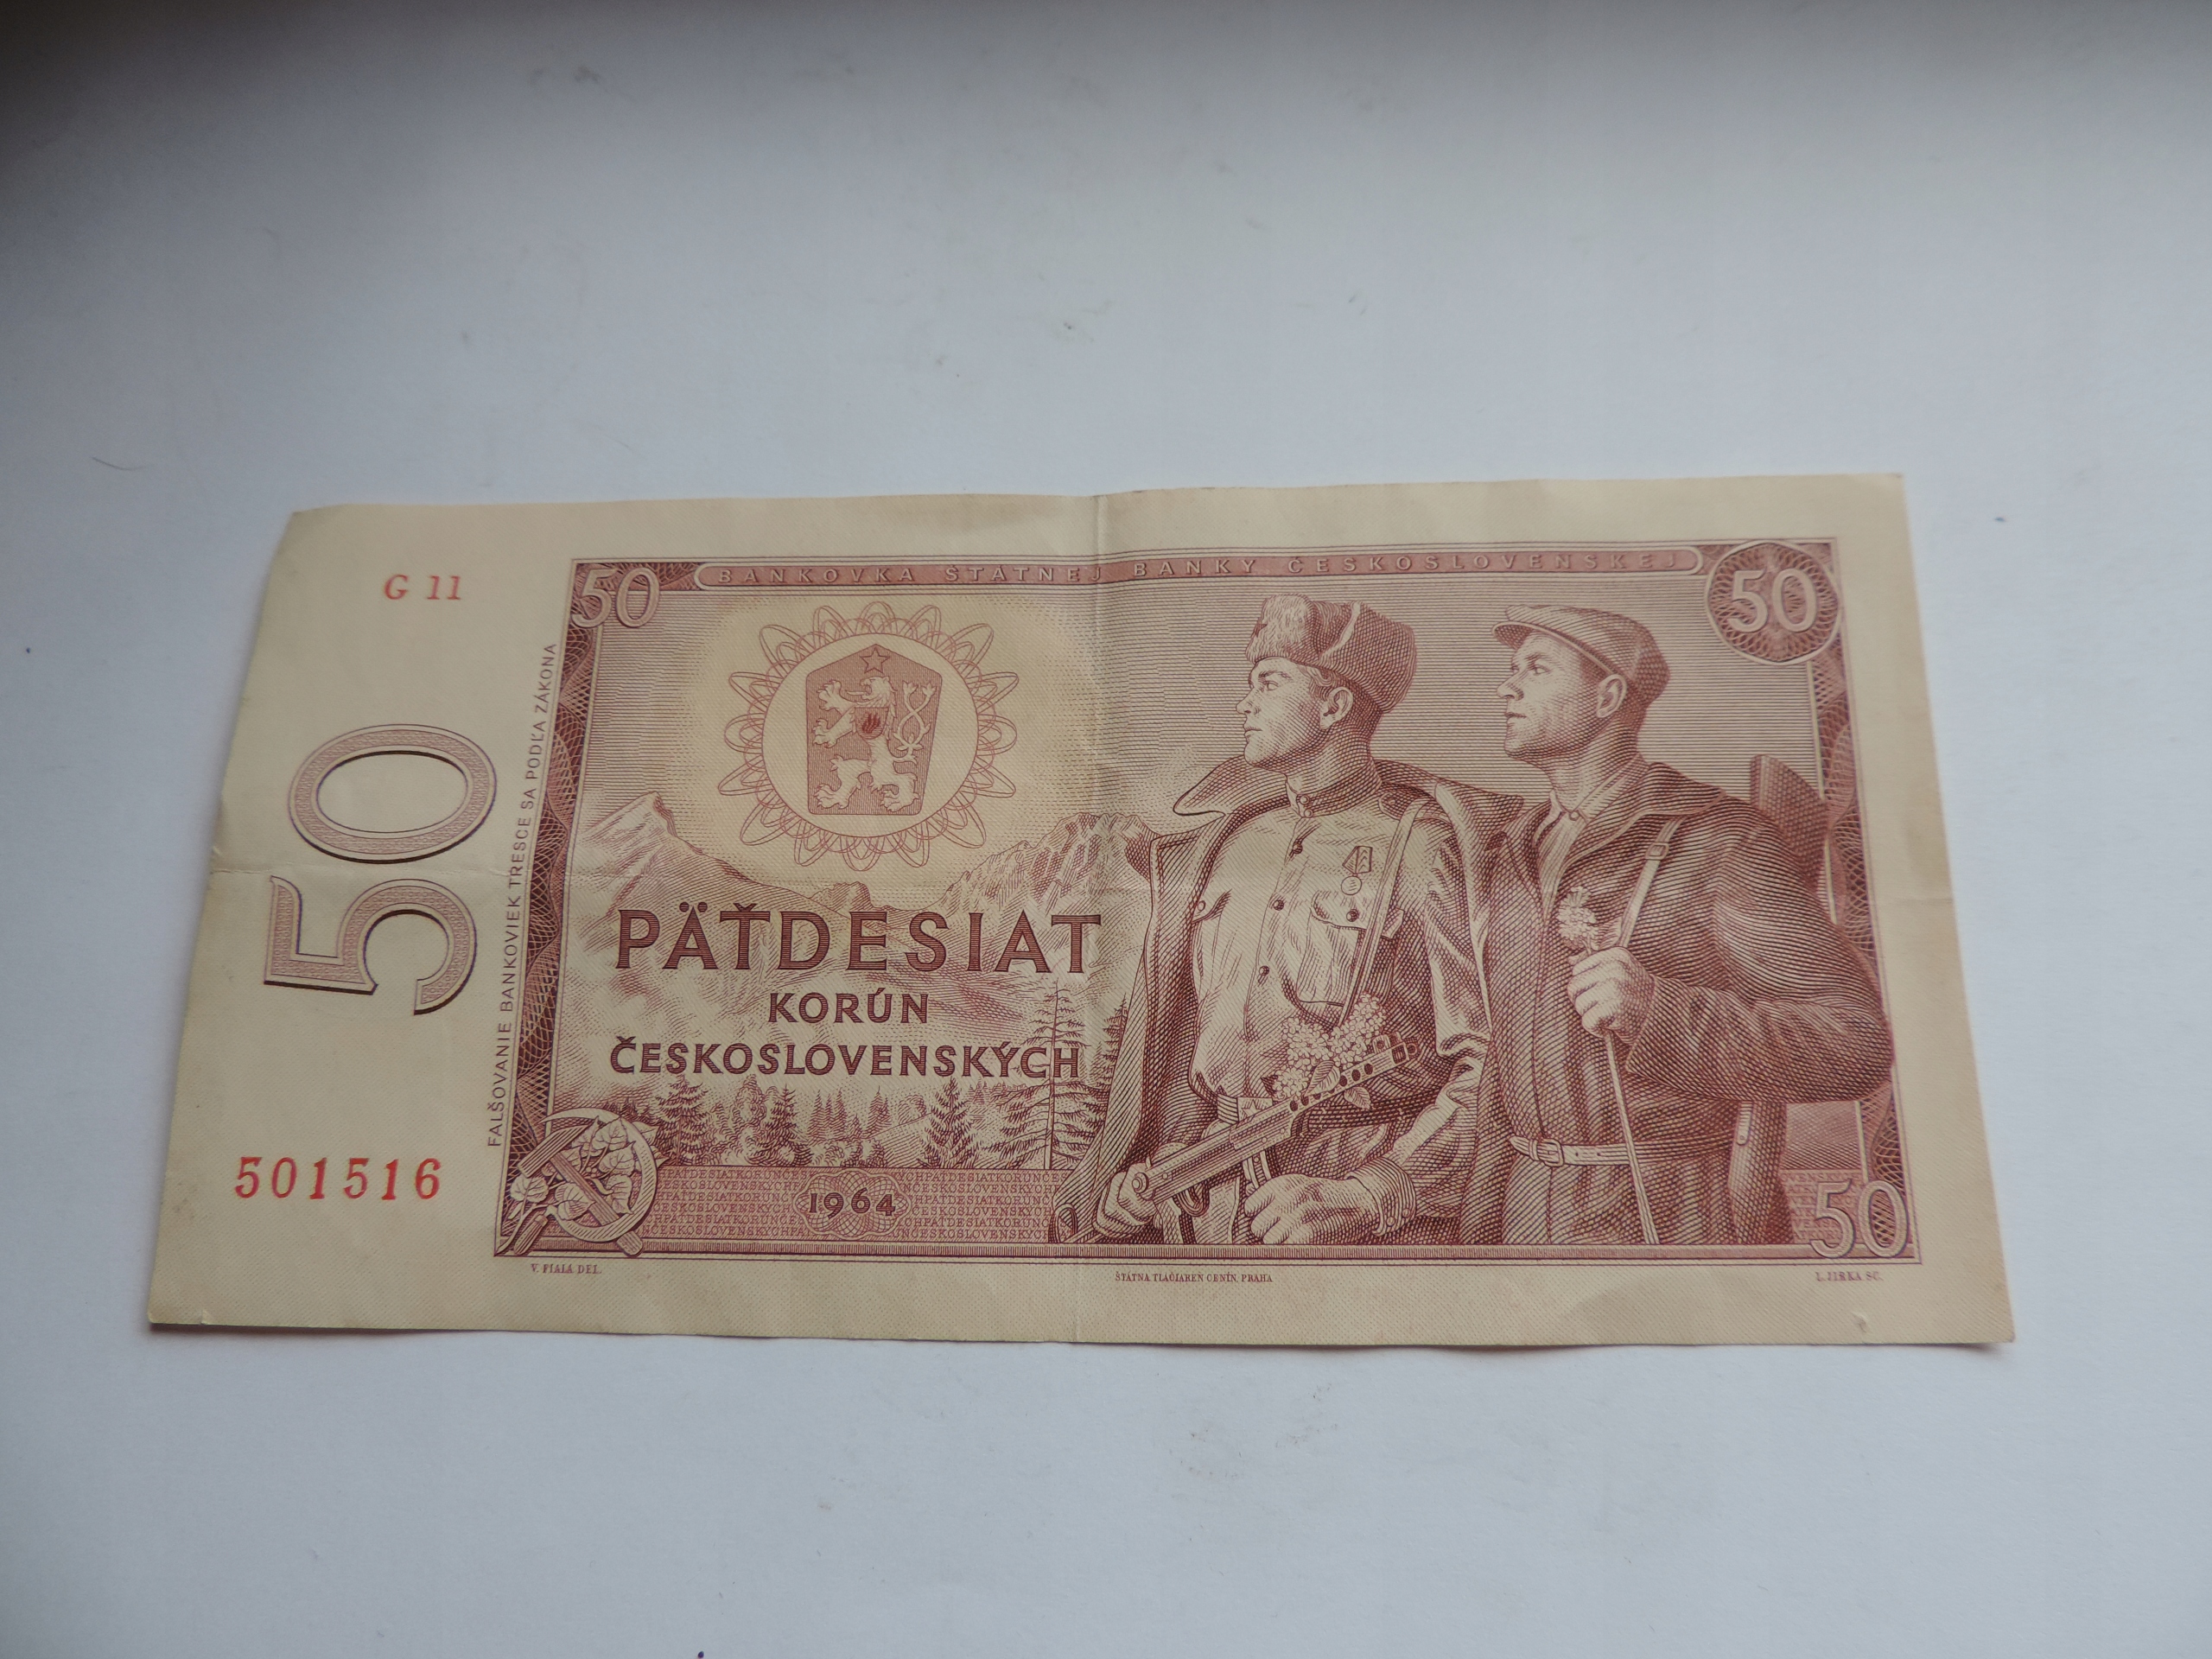 G 11
50
BANKOVKA ŠTÁTNEJ BANKY ČESKOSLOVENSKEJ
50
50
FALŠOVANIE BANKOVIEK TRESCE SA PODĽA ZÁKONA
PÄŤDESIAT
KORÚN
ČESKOSLOVENSKÝCH
501516
1964
50
V. FIALA DEL.
ŠTÁTNA TLAČIAREŇ CENÍN, PRAHA
L. JIRKA SC.